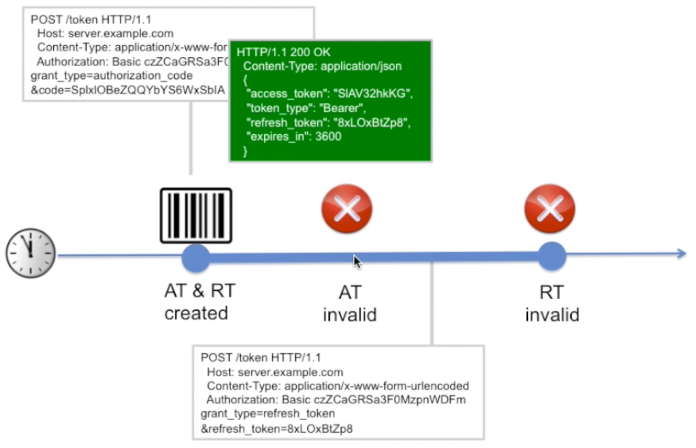 POST /token HTTP/1.1
Host: server.example.com
Content-Type: application/x-www-for
Authorization: Basic czZCaGRSa3F0
grant_type=authorization_code
&code=SplxlOBeZQQYbYS6WxSbIA
HTTP/1.1 200 OK
Content-Type: application/json
{
"access_token": "SlAV32hkKG",
"token_type": "Bearer",
"refresh_token": "8xLOxBtZp8",
"expires_in": 3600
}
AT & RT
created
AT
invalid
RT
invalid
POST /token HTTP/1.1
Host: server.example.com
Content-Type: application/x-www-form-urlencoded
Authorization: Basic czZCaGRSa3F0MzpnWDFm
grant_type=refresh_token
&refresh_token=8xLOxBtZp8